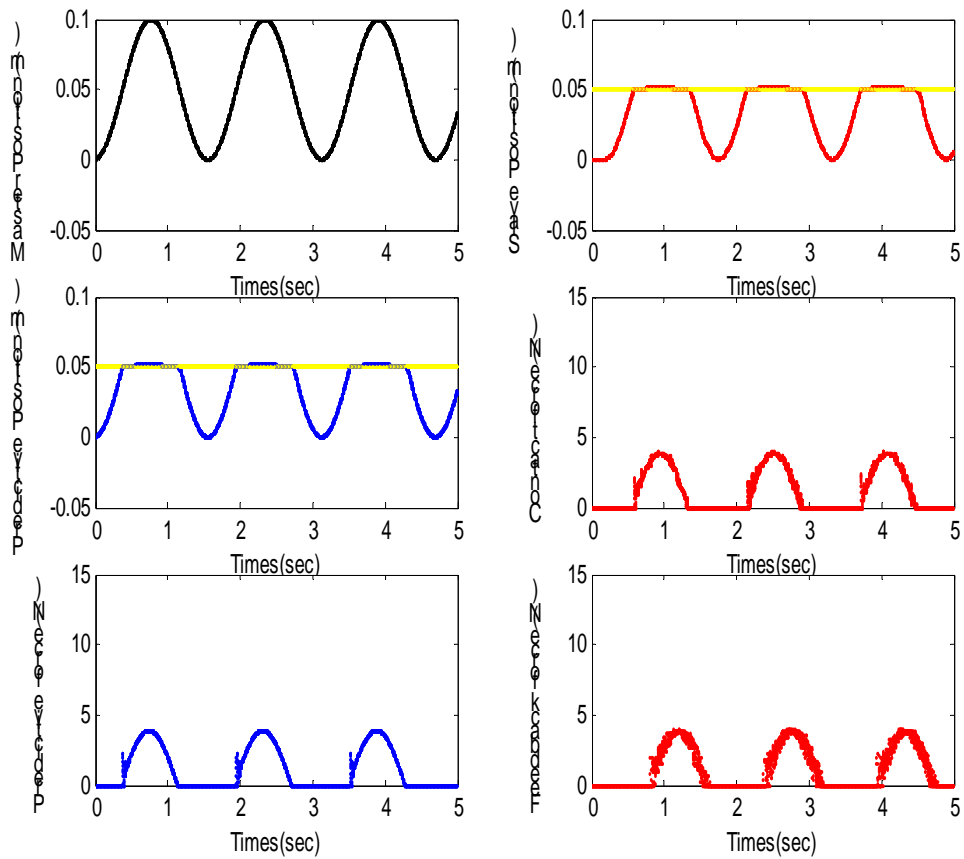 Master Position(m)
0.1
0.05
0
-0.05
0 1 2 3 4 5
Times(sec)
Slave Position(m)
0.1
0.05
0
-0.05
0 1 2 3 4 5
Times(sec)
Preductive Position(m)
0.1
0.05
0
-0.05
0 1 2 3 4 5
Times(sec)
Contact force(N)
15
10
5
0
0 1 2 3 4 5
Times(sec)
Preductive force(N)
15
10
5
0
0 1 2 3 4 5
Times(sec)
Feedback force(N)
15
10
5
0
0 1 2 3 4 5
Times(sec)